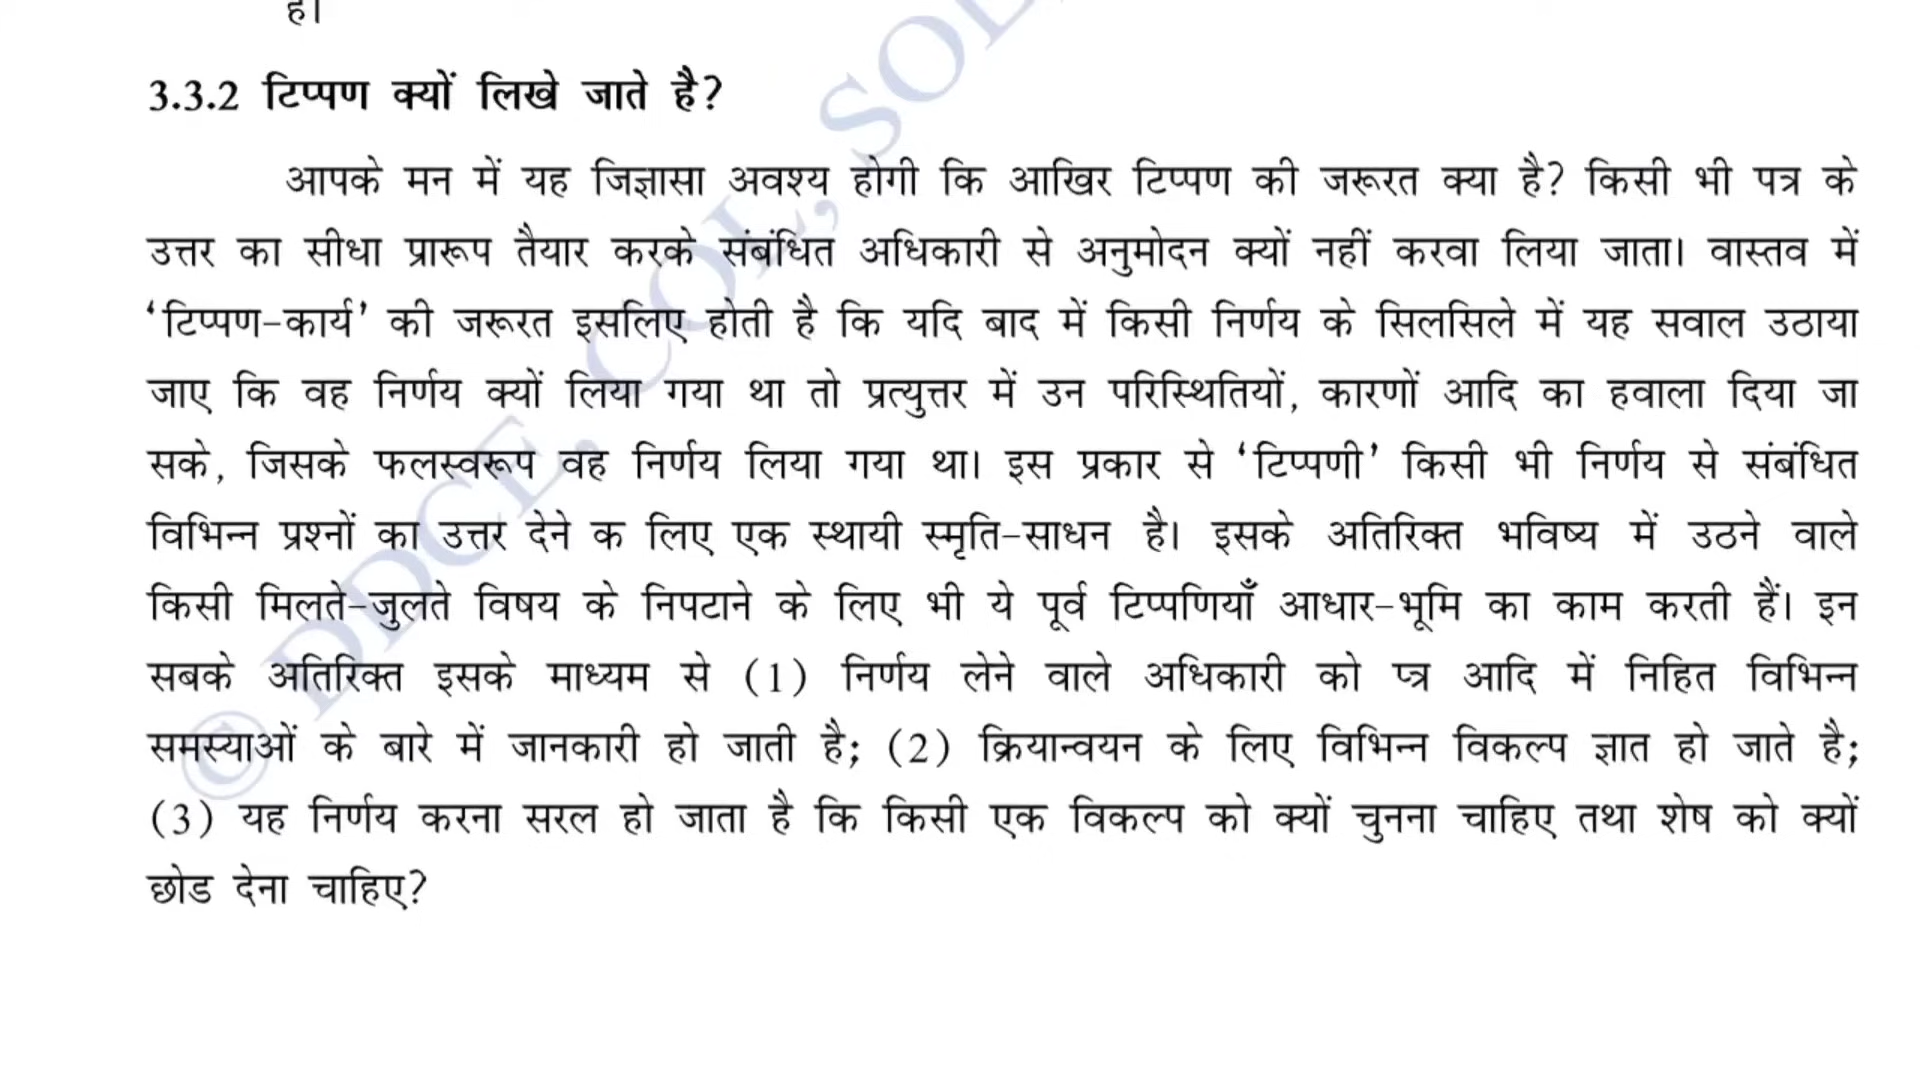 है।
3.3.2 टिप्पण क्यों लिखे जाते है?
आपके मन में यह जिज्ञासा अवश्य होगी कि आखिर टिप्पण की जरूरत क्या है? किसी भी पत्र के
उत्तर का सीधा प्रारूप तैयार करके संबंधित अधिकारी से अनुमोदन क्यों नहीं करवा लिया जाता। वास्तव में
‘टिप्पण-कार्य’ की जरूरत इसलिए होती है कि यदि बाद में किसी निर्णय के सिलसिले में यह सवाल उठाया
जाए कि वह निर्णय क्यों लिया गया था तो प्रत्युत्तर में उन परिस्थितियों, कारणों आदि का हवाला दिया जा
सके, जिसके फलस्वरूप वह निर्णय लिया गया था। इस प्रकार से ‘टिप्पणी’ किसी भी निर्णय से संबंधित
विभिन्न प्रश्नों का उत्तर देने क लिए एक स्थायी स्मृति-साधन है। इसके अतिरिक्त भविष्य में उठने वाले
किसी मिलते-जुलते विषय के निपटाने के लिए भी ये पूर्व टिप्पणियाँ आधार-भूमि का काम करती हैं। इन
सबके अतिरिक्त इसके माध्यम से (1) निर्णय लेने वाले अधिकारी को प्त्र आदि में निहित विभिन्न
समस्याओं के बारे में जानकारी हो जाती है; (2) क्रियान्वयन के लिए विभिन्न विकल्प ज्ञात हो जाते है;
(3) यह निर्णय करना सरल हो जाता है कि किसी एक विकल्प को क्यों चुनना चाहिए तथा शेष को क्यों
छोड देना चाहिए?
© DDCE, COL, SOL